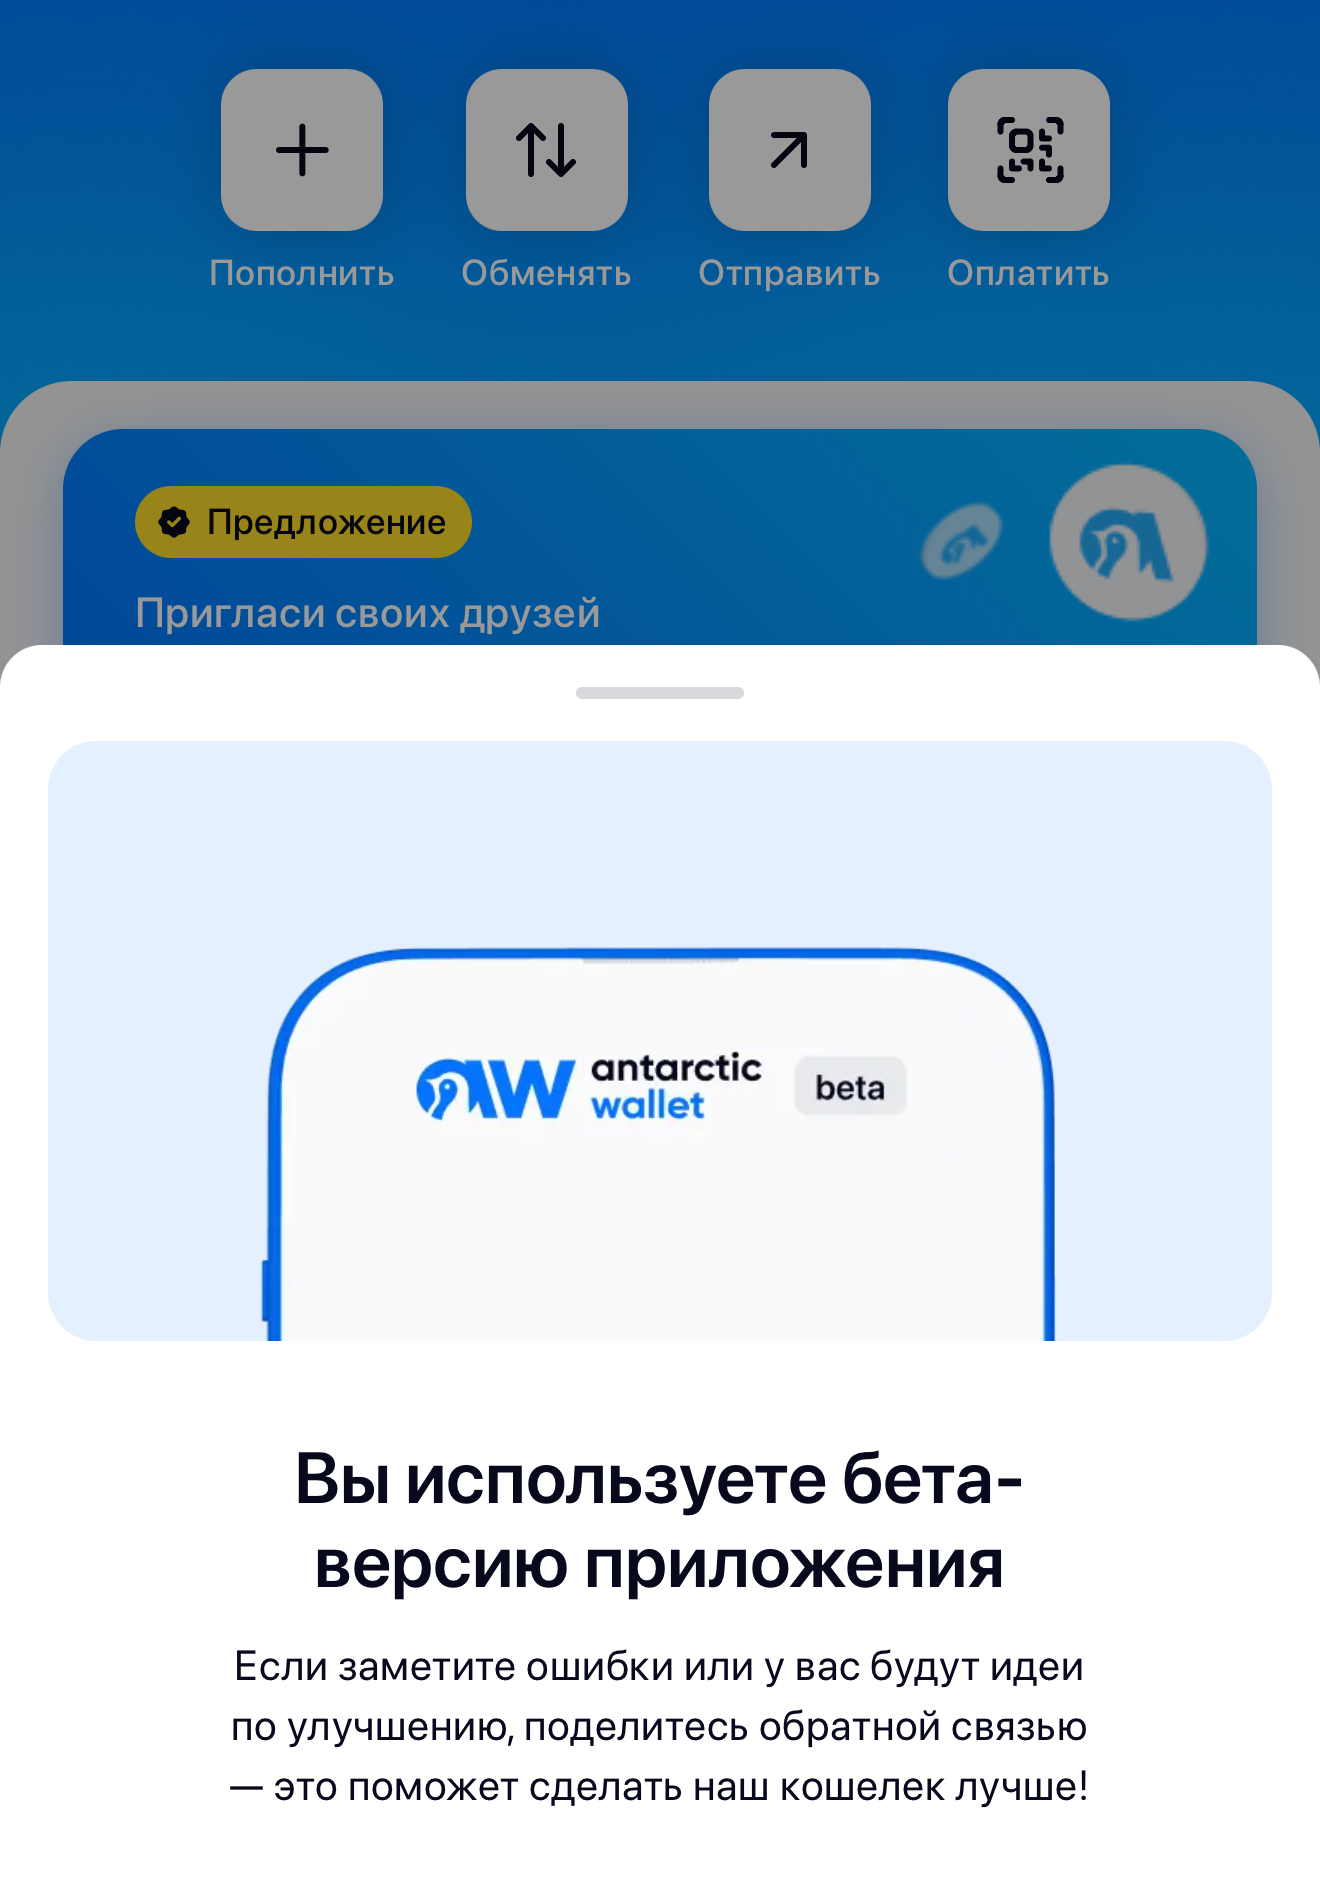 Пополнить Обменять Отправить Оплатить
Предложение
Пригласи своих друзей
aw antarctic wallet beta
Вы используете бета-
версию приложения
Если заметите ошибки или у вас будут идеи
по улучшению, поделитесь обратной связью
— это поможет сделать наш кошелек лучше!